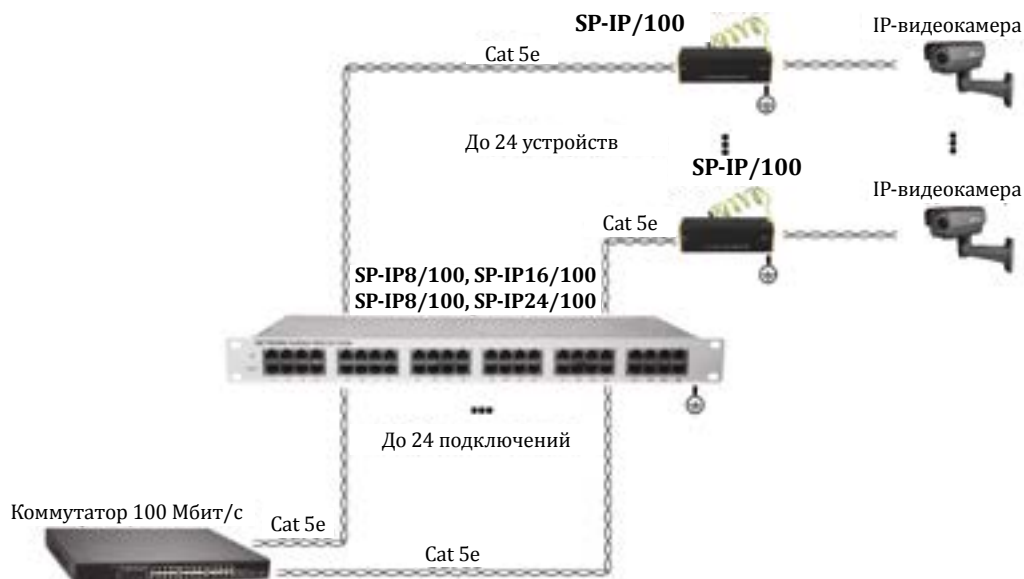 SP-IP/100
IP-видеокамера
Cat 5e
До 24 устройств
SP-IP/100
IP-видеокамера
Cat 5e
SP-IP8/100, SP-IP16/100
SP-IP8/100, SP-IP24/100
До 24 подключений
Коммутатор 100 Мбит/с
Cat 5e
Cat 5e